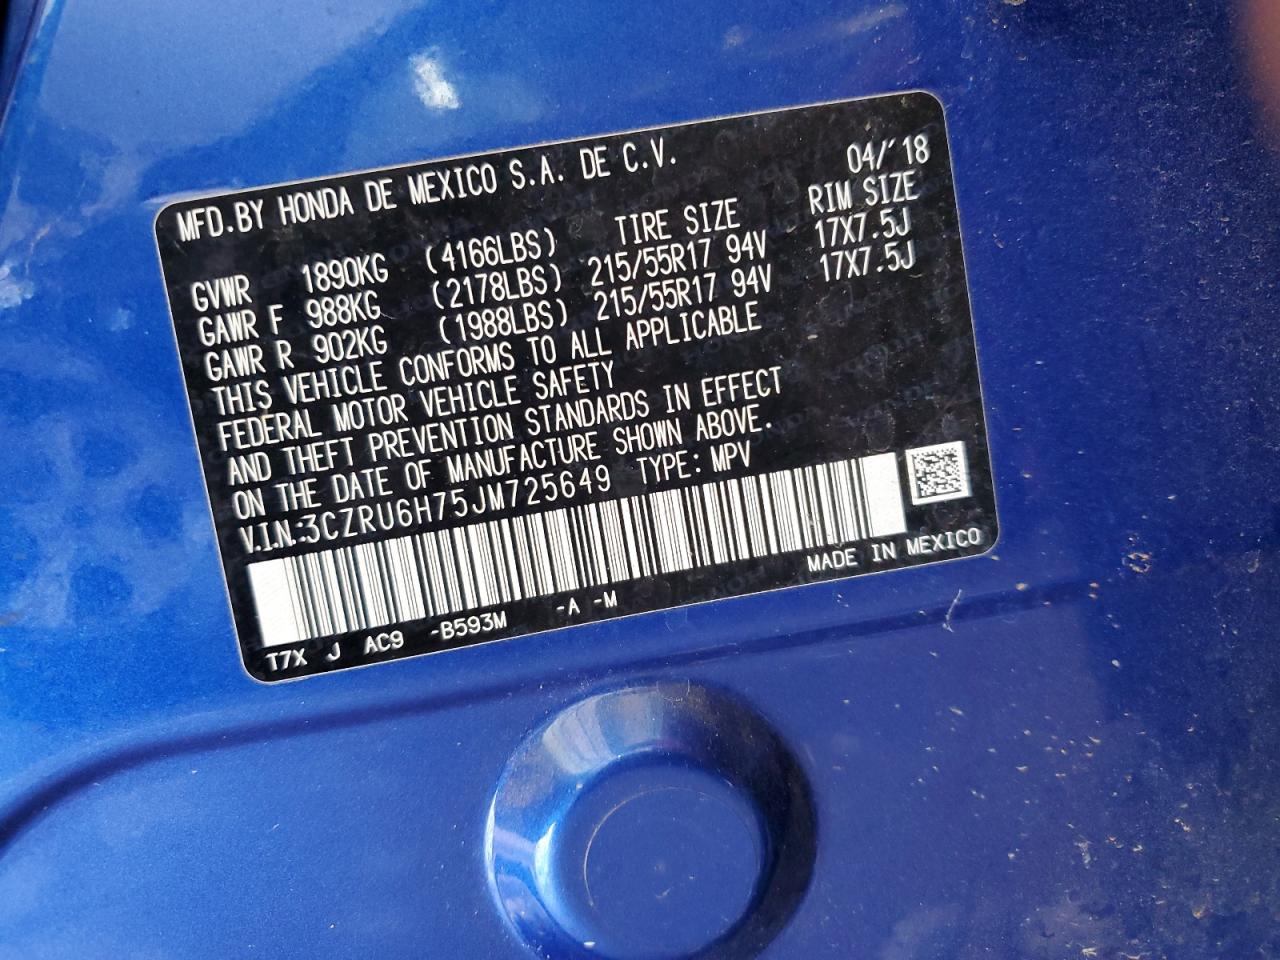 MFD.BY HONDA DE MEXICO S.A. DE C.V. 04/'18
TIRE SIZE RIM SIZE
GVWR 1890KG (4166LBS)
GAWR F 988KG (2178LBS) 215/55R17 94V 17X7.5J
GAWR R 902KG (1988LBS) 215/55R17 94V 17X7.5J
THIS VEHICLE CONFORMS TO ALL APPLICABLE
FEDERAL MOTOR VEHICLE SAFETY
AND THEFT PREVENTION STANDARDS IN EFFECT
ON THE DATE OF MANUFACTURE SHOWN ABOVE.
V.I.N.:3CZRU6H75JM725649 TYPE: MPV
MADE IN MEXICO
T7X J AC9 -B593M -A -M